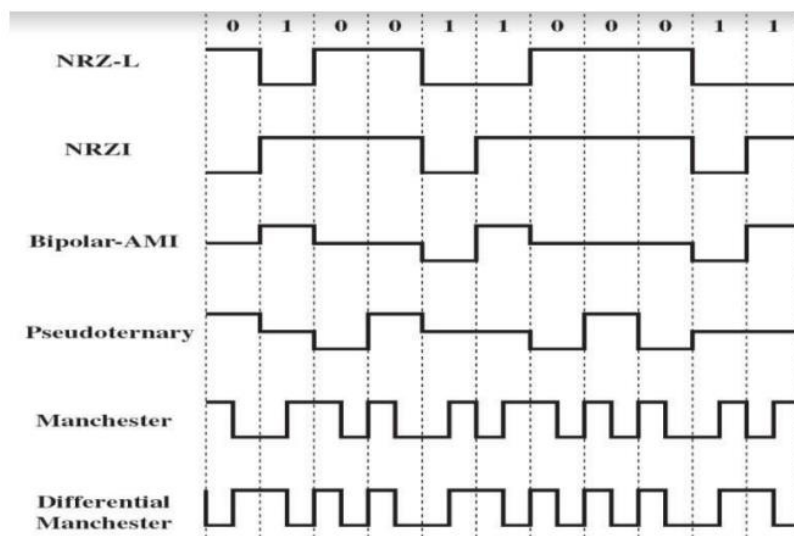 0 1 0 0 1 1 0 0 0 1 1
NRZ-L
NRZI
Bipolar-AMI
Pseudoternary
Manchester
Differential
Manchester